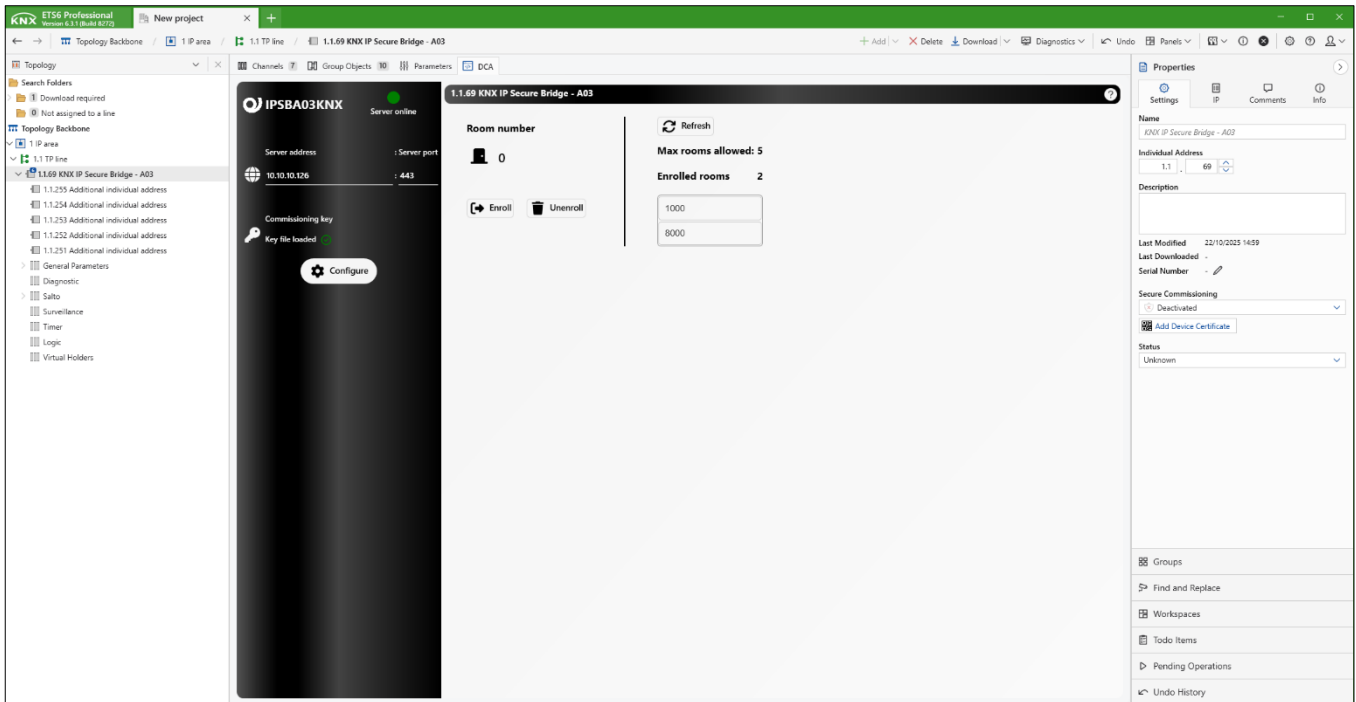 KNX ETS6 Professional
Version 6.3.1 (Build 8272)
New project
Topology Backbone / 1 IP area / 1.1 TP line / 1.1.69 KNX IP Secure Bridge - A03
Add Delete Download Diagnostics Undo Panels
Topology
Search Folders
1 Download required
0 Not assigned to a line
Topology Backbone
1 IP area
1.1 TP line
1.1.69 KNX IP Secure Bridge - A03
1.1.255 Additional individual address
1.1.254 Additional individual address
1.1.253 Additional individual address
1.1.252 Additional individual address
1.1.251 Additional individual address
General Parameters
Diagnostic
Salto
Surveillance
Timer
Logic
Virtual Holders
Channels 7 Group Objects 10 Parameters DCA
IPSBA03KNX
Server online
Server address : Server port
10.10.10.126 : 443
Commissioning key
Key file loaded
Configure
1.1.69 KNX IP Secure Bridge - A03
Room number
0
Enroll Unenroll
Refresh
Max rooms allowed: 5
Enrolled rooms 2
1000
8000
Properties
Settings IP Comments Info
Name
KNX IP Secure Bridge - A03
Individual Address
1.1 . 69
Description
Last Modified 22/10/2025 14:59
Last Downloaded -
Serial Number -
Secure Commissioning
Deactivated
Add Device Certificate
Status
Unknown
Groups
Find and Replace
Workspaces
Todo Items
Pending Operations
Undo History